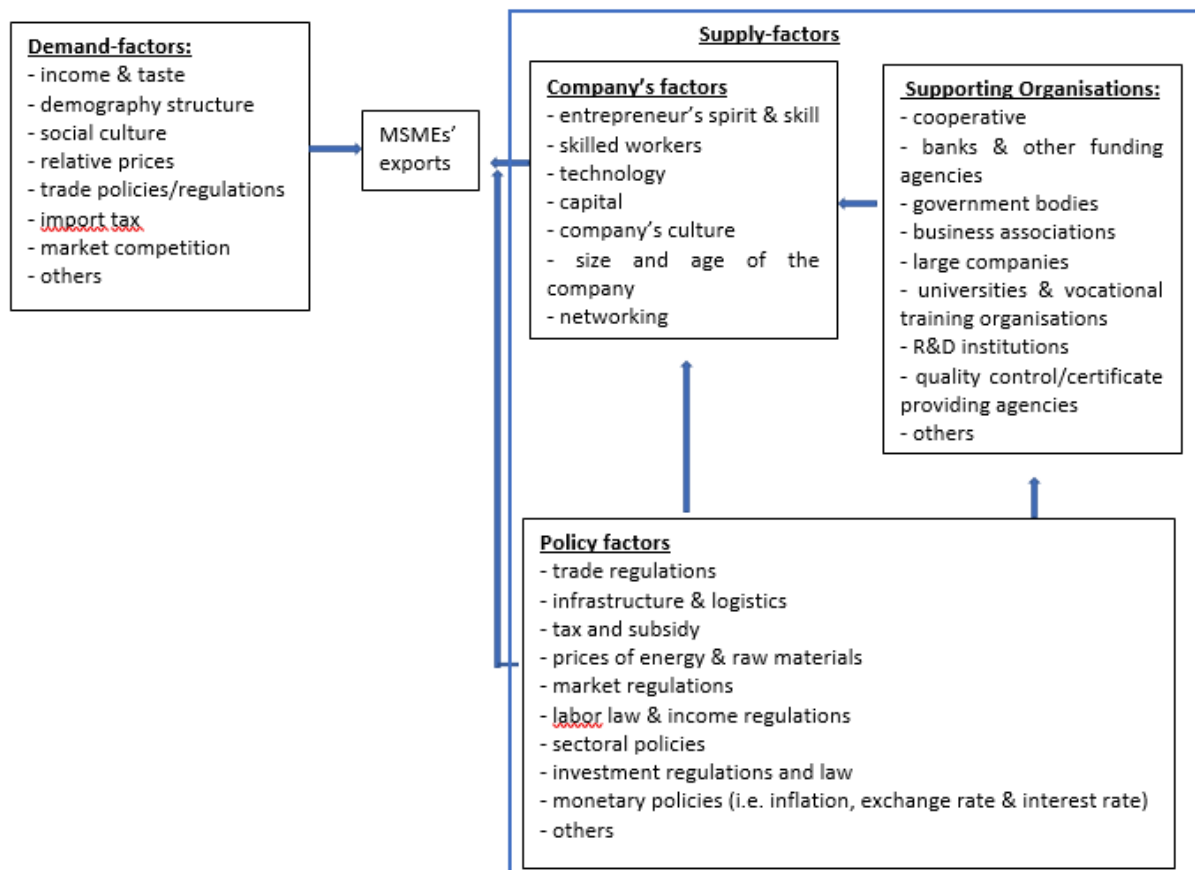 Demand-factors:
- income & taste
- demography structure
- social culture
- relative prices
- trade policies/regulations
- import tax
- market competition
- others
MSMEs'
exports
Supply-factors
Company's factors
- entrepreneur's spirit & skill
- skilled workers
- technology
- capital
- company's culture
- size and age of the
company
- networking
Supporting Organisations:
- cooperative
- banks & other funding
agencies
- government bodies
- business associations
- large companies
- universities & vocational
training organisations
- R&D institutions
- quality control/certificate
providing agencies
- others
Policy factors
- trade regulations
- infrastructure & logistics
- tax and subsidy
- prices of energy & raw materials
- market regulations
- labor law & income regulations
- sectoral policies
- investment regulations and law
- monetary policies (i.e. inflation, exchange rate & interest rate)
- others